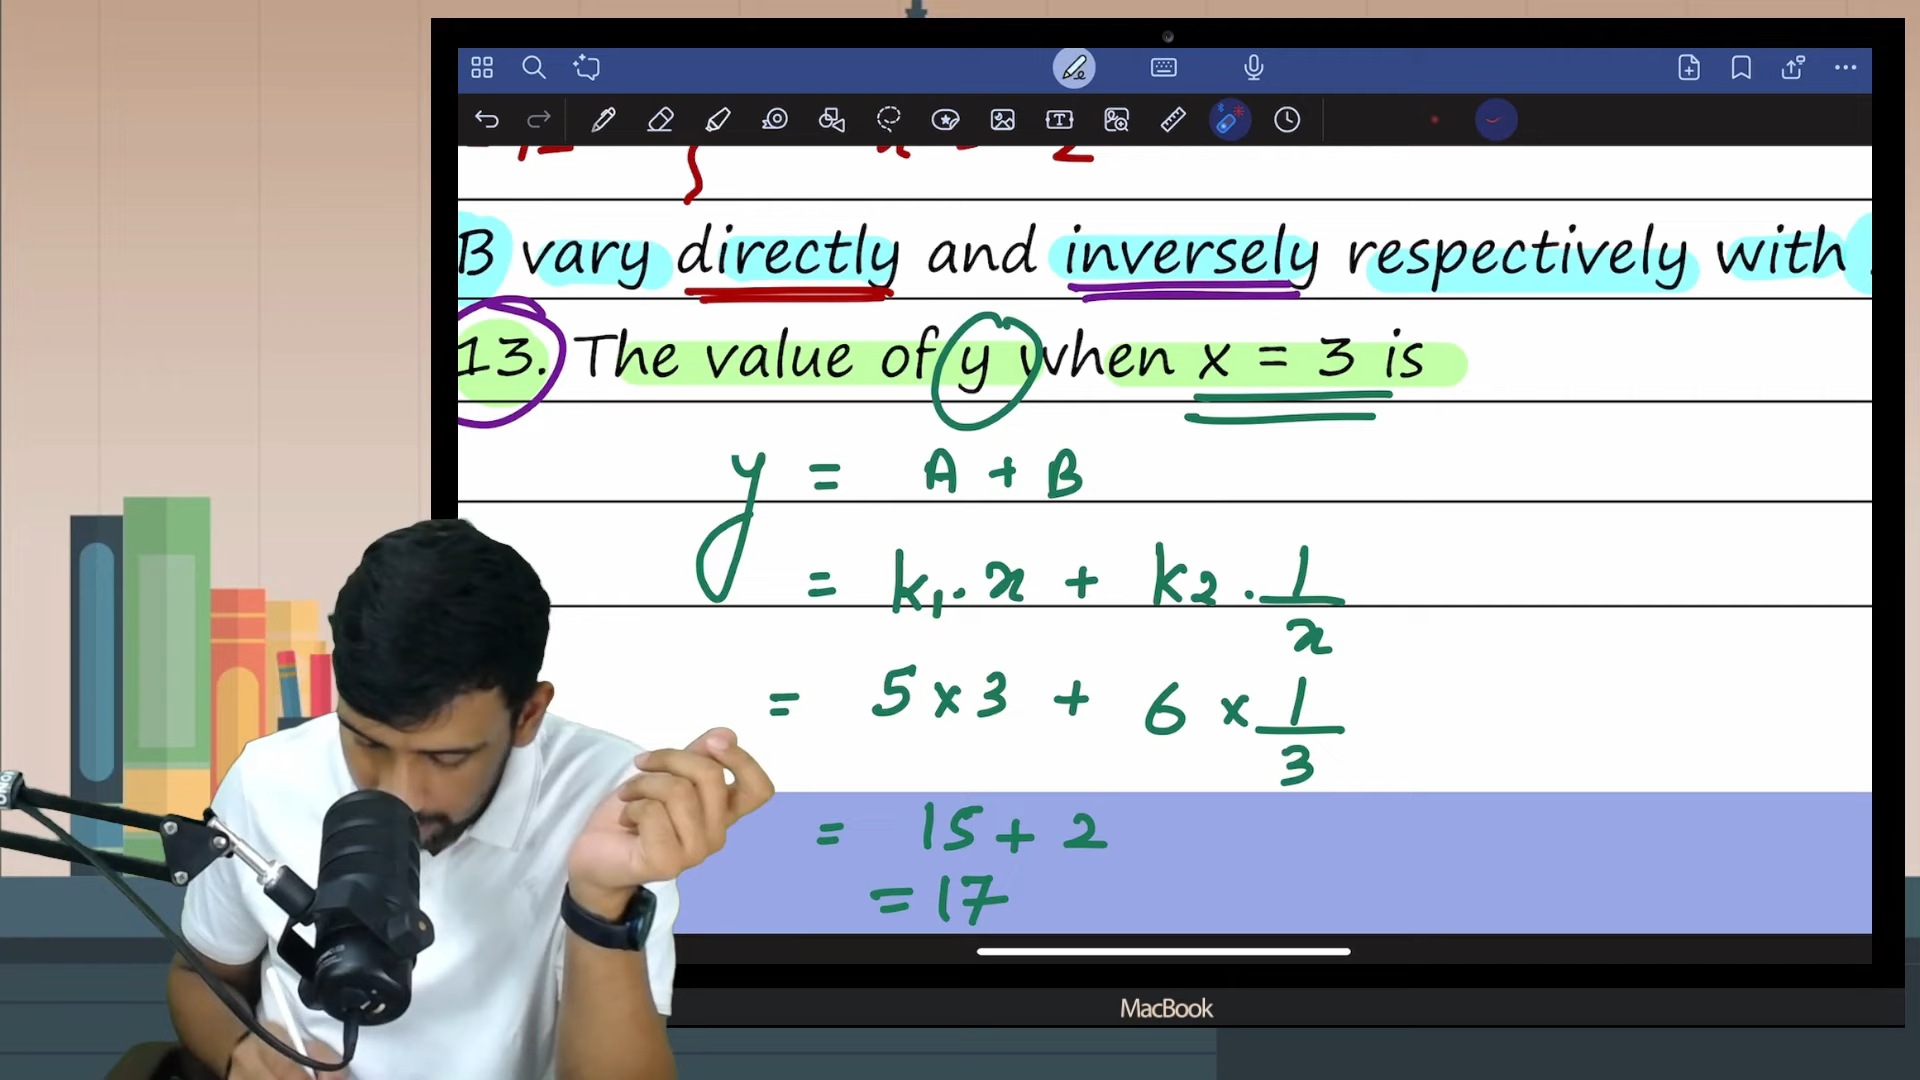 B vary directly and inversely respectively with
13. The value of y when x = 3 is
y = A + B
= k₁. x + k₂ . 1/x
= 5 × 3 + 6 × 1/3
= 15 + 2
= 17
MacBook